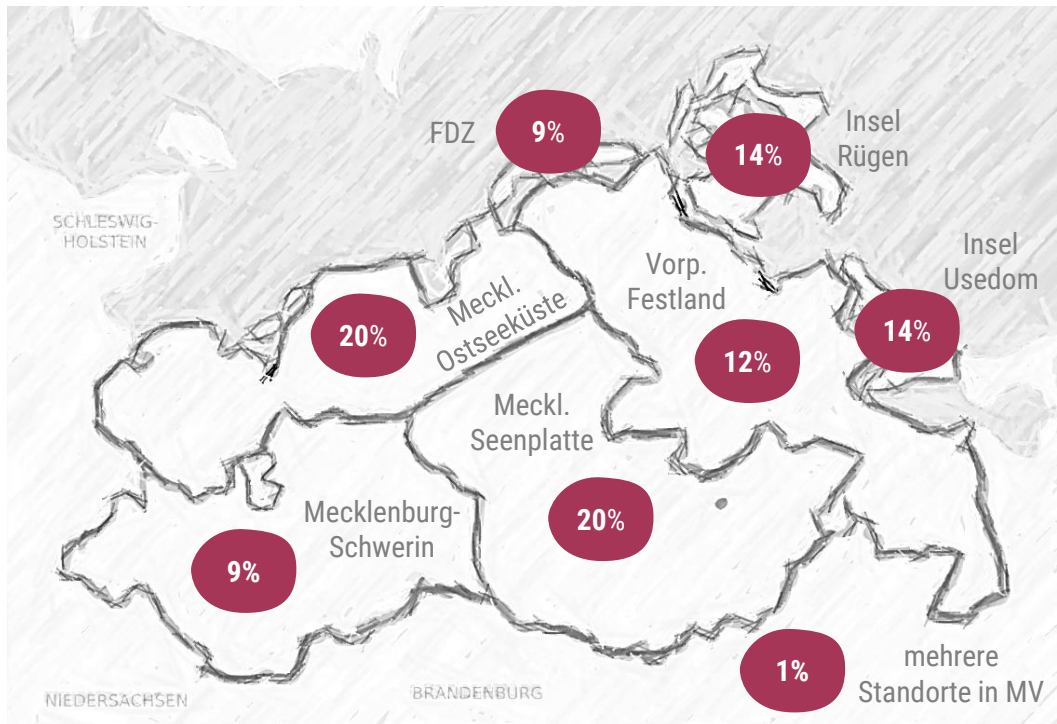 FDZ
9%
14%
Insel
Rügen
SCHLESWIG-
HOLSTEIN
Insel
Usedom
Vorp.
Festland
Meckl.
Ostseeküste
20%
14%
12%
Meckl.
Seenplatte
Mecklenburg-
Schwerin
20%
9%
1%
mehrere
Standorte in MV
NIEDERSACHSEN
BRANDENBURG